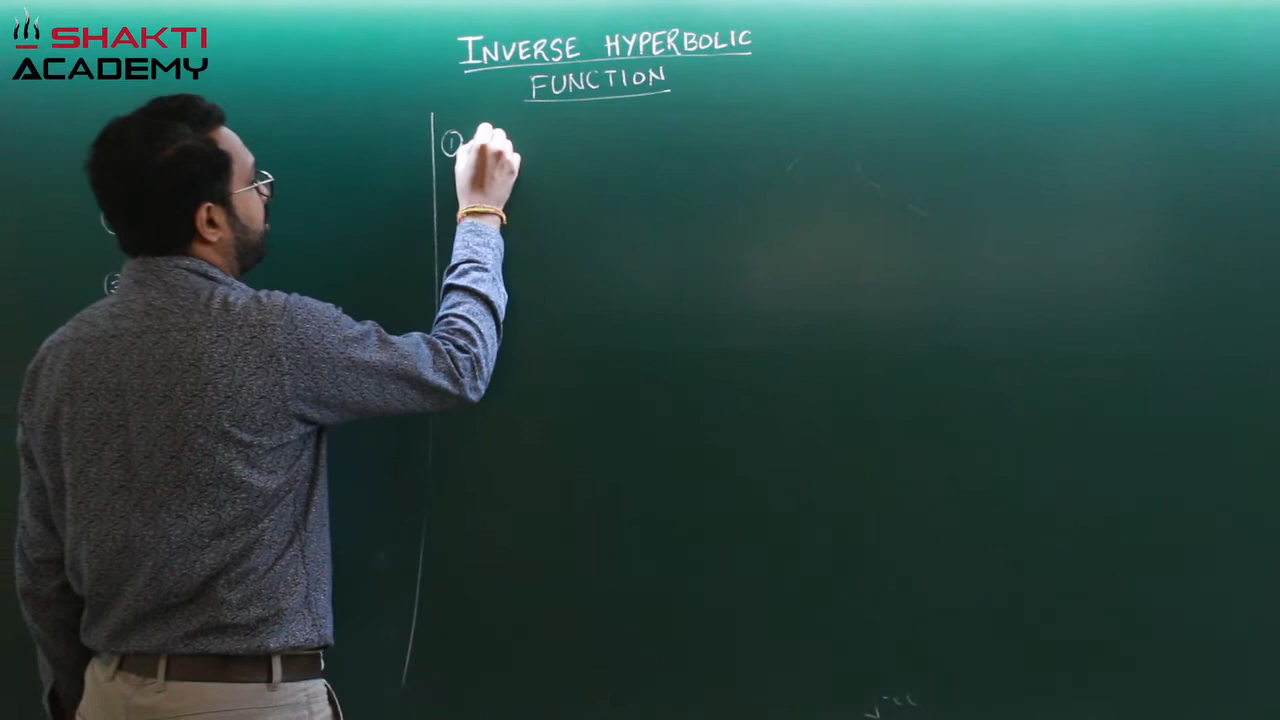 SHAKTI
ACADEMY
INVERSE HYPERBOLIC
FUNCTION
①